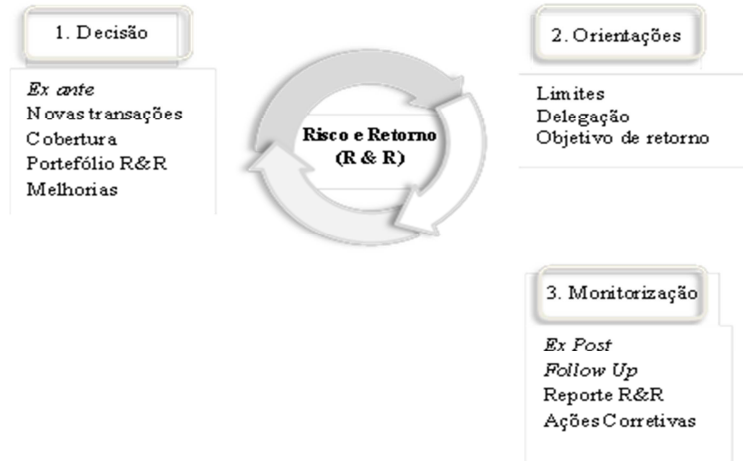 1. Decisão
Ex ante
Novas transações
Cobertura
Portefólio R&R
Melhorias
Risco e Retorno
(R & R)
2. Orientações
Limites
Delegação
Objetivo de retorno
3. Monitorização
Ex Post
Follow Up
Reporte R&R
Ações Corretivas